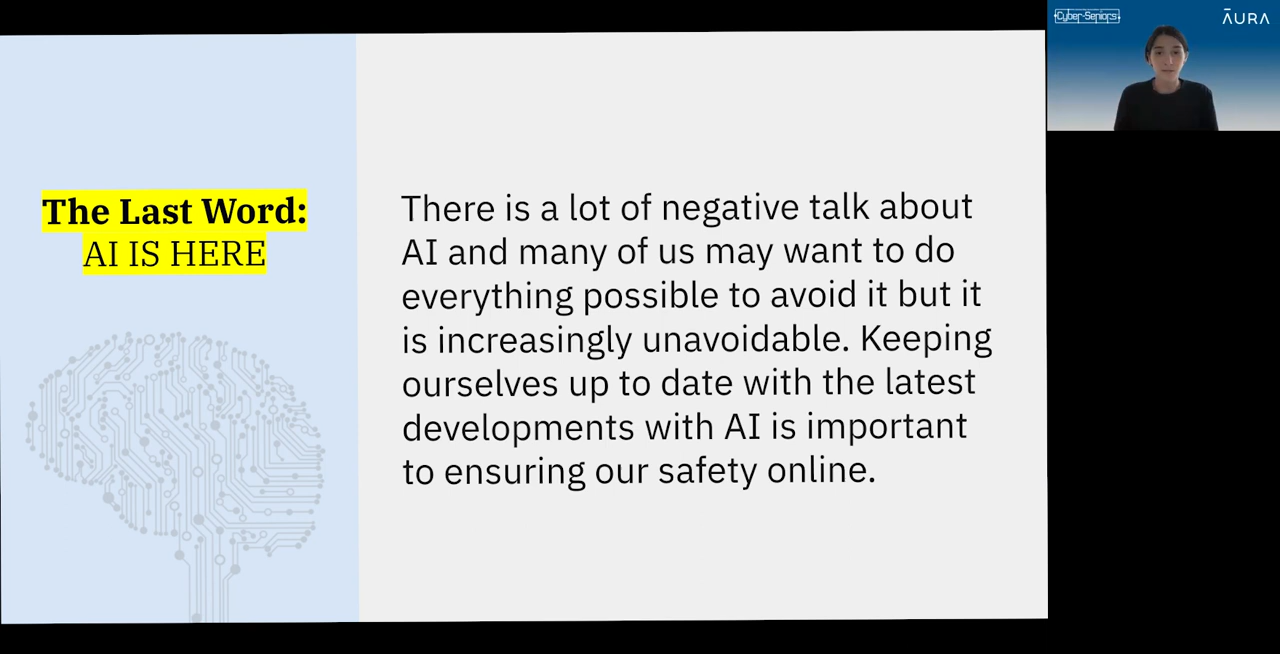 The Last Word:
AI IS HERE
There is a lot of negative talk about
AI and many of us may want to do
everything possible to avoid it but it
is increasingly unavoidable. Keeping
ourselves up to date with the latest
developments with AI is important
to ensuring our safety online.
Cyber-Seniors
ĀURA